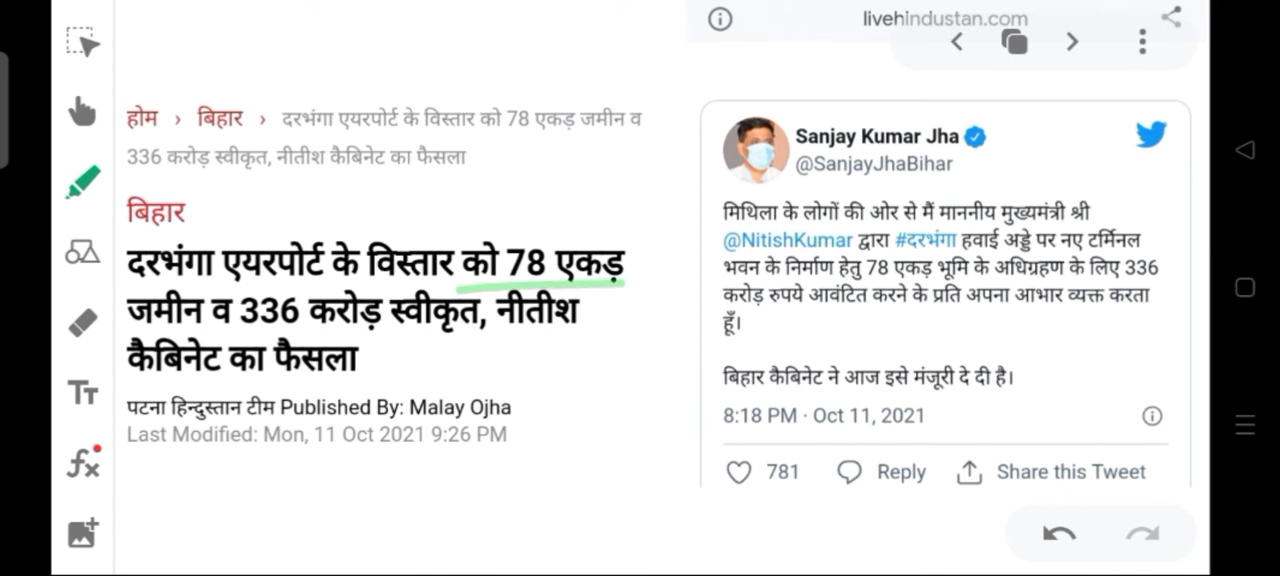 होम › बिहार › दरभंगा एयरपोर्ट के विस्तार को 78 एकड़ जमीन व
336 करोड़ स्वीकृत, नीतीश कैबिनेट का फैसला
बिहार
दरभंगा एयरपोर्ट के विस्तार को 78 एकड़
जमीन व 336 करोड़ स्वीकृत, नीतीश
कैबिनेट का फैसला
पटना हिन्दुस्तान टीम Published By: Malay Ojha
Last Modified: Mon, 11 Oct 2021 9:26 PM
livehindustan.com
Sanjay Kumar Jha
@SanjayJhaBihar
मिथिला के लोगों की ओर से मैं माननीय मुख्यमंत्री श्री
@NitishKumar द्वारा #दरभंगा हवाई अड्डे पर नए टर्मिनल
भवन के निर्माण हेतु 78 एकड़ भूमि के अधिग्रहण के लिए 336
करोड़ रुपये आवंटित करने के प्रति अपना आभार व्यक्त करता
हूँ।
बिहार कैबिनेट ने आज इसे मंजूरी दे दी है।
8:18 PM · Oct 11, 2021
781 Reply Share this Tweet
Tт
fx